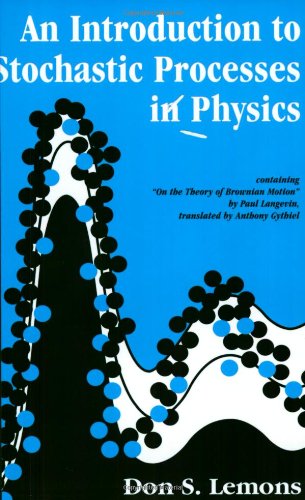 An Introduction to
Stochastic Processes
in Physics
containing
"On the Theory of Brownian Motion"
by Paul Langevin,
translated by Anthony Gythiel
Don S. Lemons